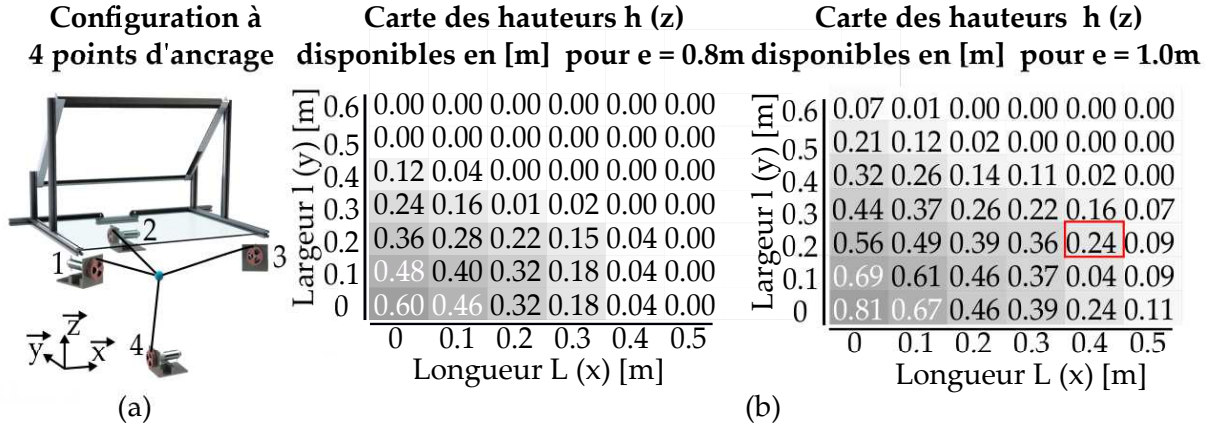 Configuration à
4 points d'ancrage
1
2
3
4
z
y
x
(a)
Carte des hauteurs h (z)
disponibles en [m] pour e = 0.8m
Largeur l (y) [m]
0.6 0.00 0.00 0.00 0.00 0.00 0.00
0.5 0.00 0.00 0.00 0.00 0.00 0.00
0.4 0.12 0.04 0.00 0.00 0.00 0.00
0.3 0.24 0.16 0.01 0.02 0.00 0.00
0.2 0.36 0.28 0.22 0.15 0.04 0.00
0.1 0.48 0.40 0.32 0.18 0.04 0.00
0 0.60 0.46 0.32 0.18 0.04 0.00
0 0.1 0.2 0.3 0.4 0.5
Longueur L (x) [m]
Carte des hauteurs h (z)
disponibles en [m] pour e = 1.0m
Largeur l (y) [m]
0.6 0.07 0.01 0.00 0.00 0.00 0.00
0.5 0.21 0.12 0.02 0.00 0.00 0.00
0.4 0.32 0.26 0.14 0.11 0.02 0.00
0.3 0.44 0.37 0.26 0.22 0.16 0.07
0.2 0.56 0.49 0.39 0.36 0.24 0.09
0.1 0.69 0.61 0.46 0.37 0.04 0.09
0 0.81 0.67 0.46 0.39 0.24 0.11
0 0.1 0.2 0.3 0.4 0.5
Longueur L (x) [m]
(b)